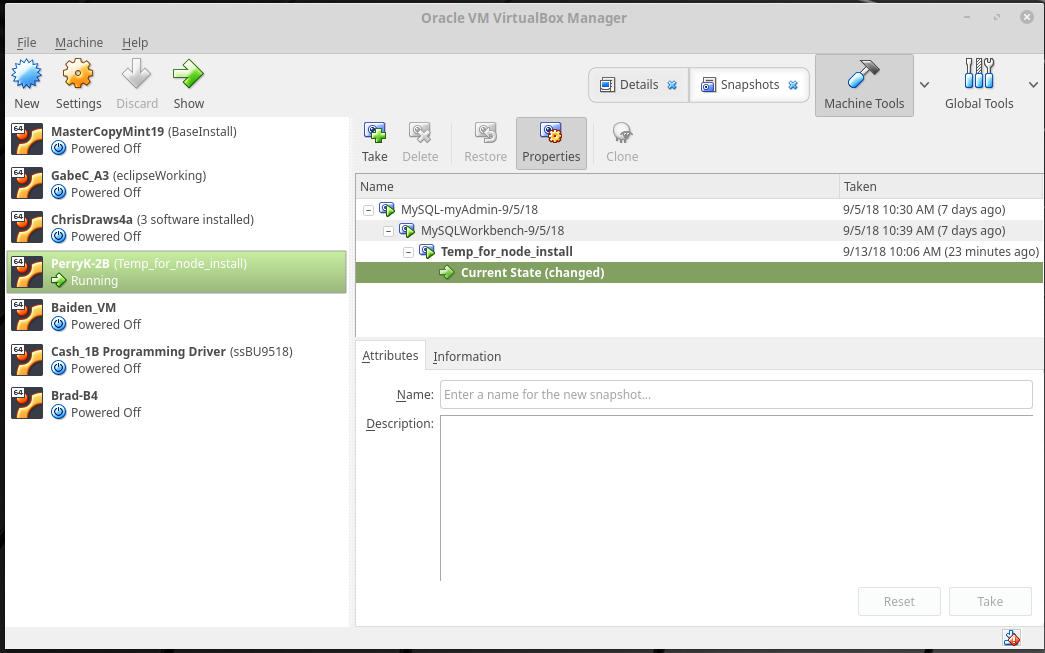 Oracle VM VirtualBox Manager
File Machine Help
New Settings Discard Show
Details Snapshots Machine Tools Global Tools
64 MasterCopyMint19 (BaseInstall)
Powered Off
64 GabeC_A3 (eclipseWorking)
Powered Off
64 ChrisDraws4a (3 software installed)
Powered Off
64 PerryK-2B (Temp_for_node_install)
Running
64 Baiden_VM
Powered Off
64 Cash_1B Programming Driver (ssBU9518)
Powered Off
64 Brad-B4
Powered Off
Take Delete Restore Properties Clone
Name Taken
MySQL-myAdmin-9/5/18 9/5/18 10:30 AM (7 days ago)
MySQLWorkbench-9/5/18 9/5/18 10:39 AM (7 days ago)
Temp_for_node_install 9/13/18 10:06 AM (23 minutes ago)
Current State (changed)
Attributes Information
Name: Enter a name for the new snapshot...
Description:
Reset Take